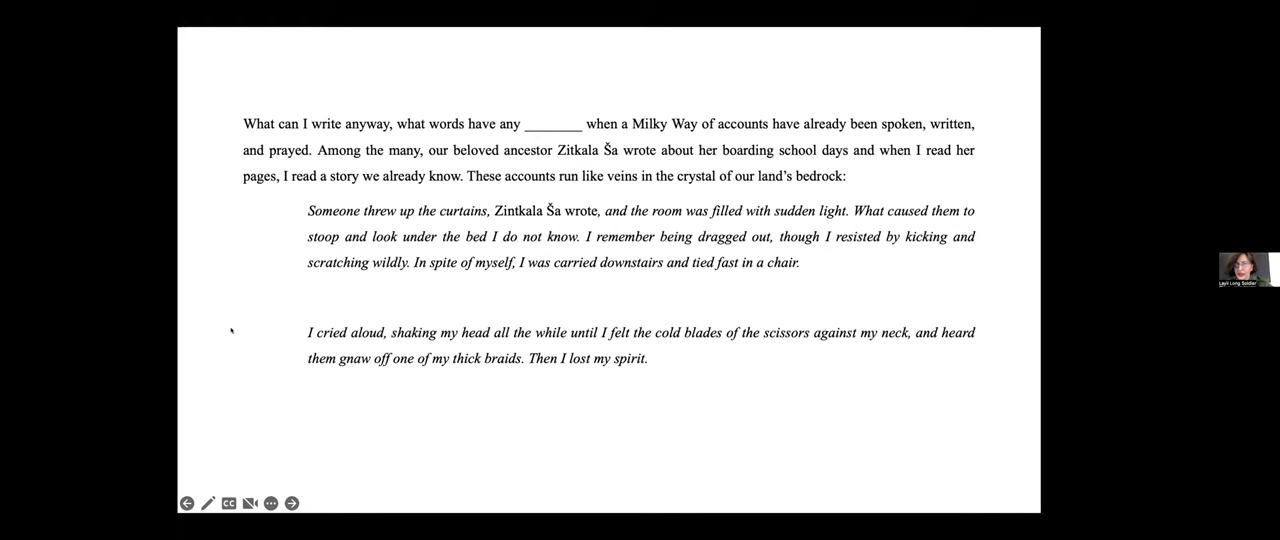 What can I write anyway, what words have any ________ when a Milky Way of accounts have already been spoken, written,
and prayed. Among the many, our beloved ancestor Zitkala Ša wrote about her boarding school days and when I read her
pages, I read a story we already know. These accounts run like veins in the crystal of our land’s bedrock:
Someone threw up the curtains, Zintkala Ša wrote, and the room was filled with sudden light. What caused them to
stoop and look under the bed I do not know. I remember being dragged out, though I resisted by kicking and
scratching wildly. In spite of myself, I was carried downstairs and tied fast in a chair.
I cried aloud, shaking my head all the while until I felt the cold blades of the scissors against my neck, and heard
them gnaw off one of my thick braids. Then I lost my spirit.
CC
Layli Long Soldier